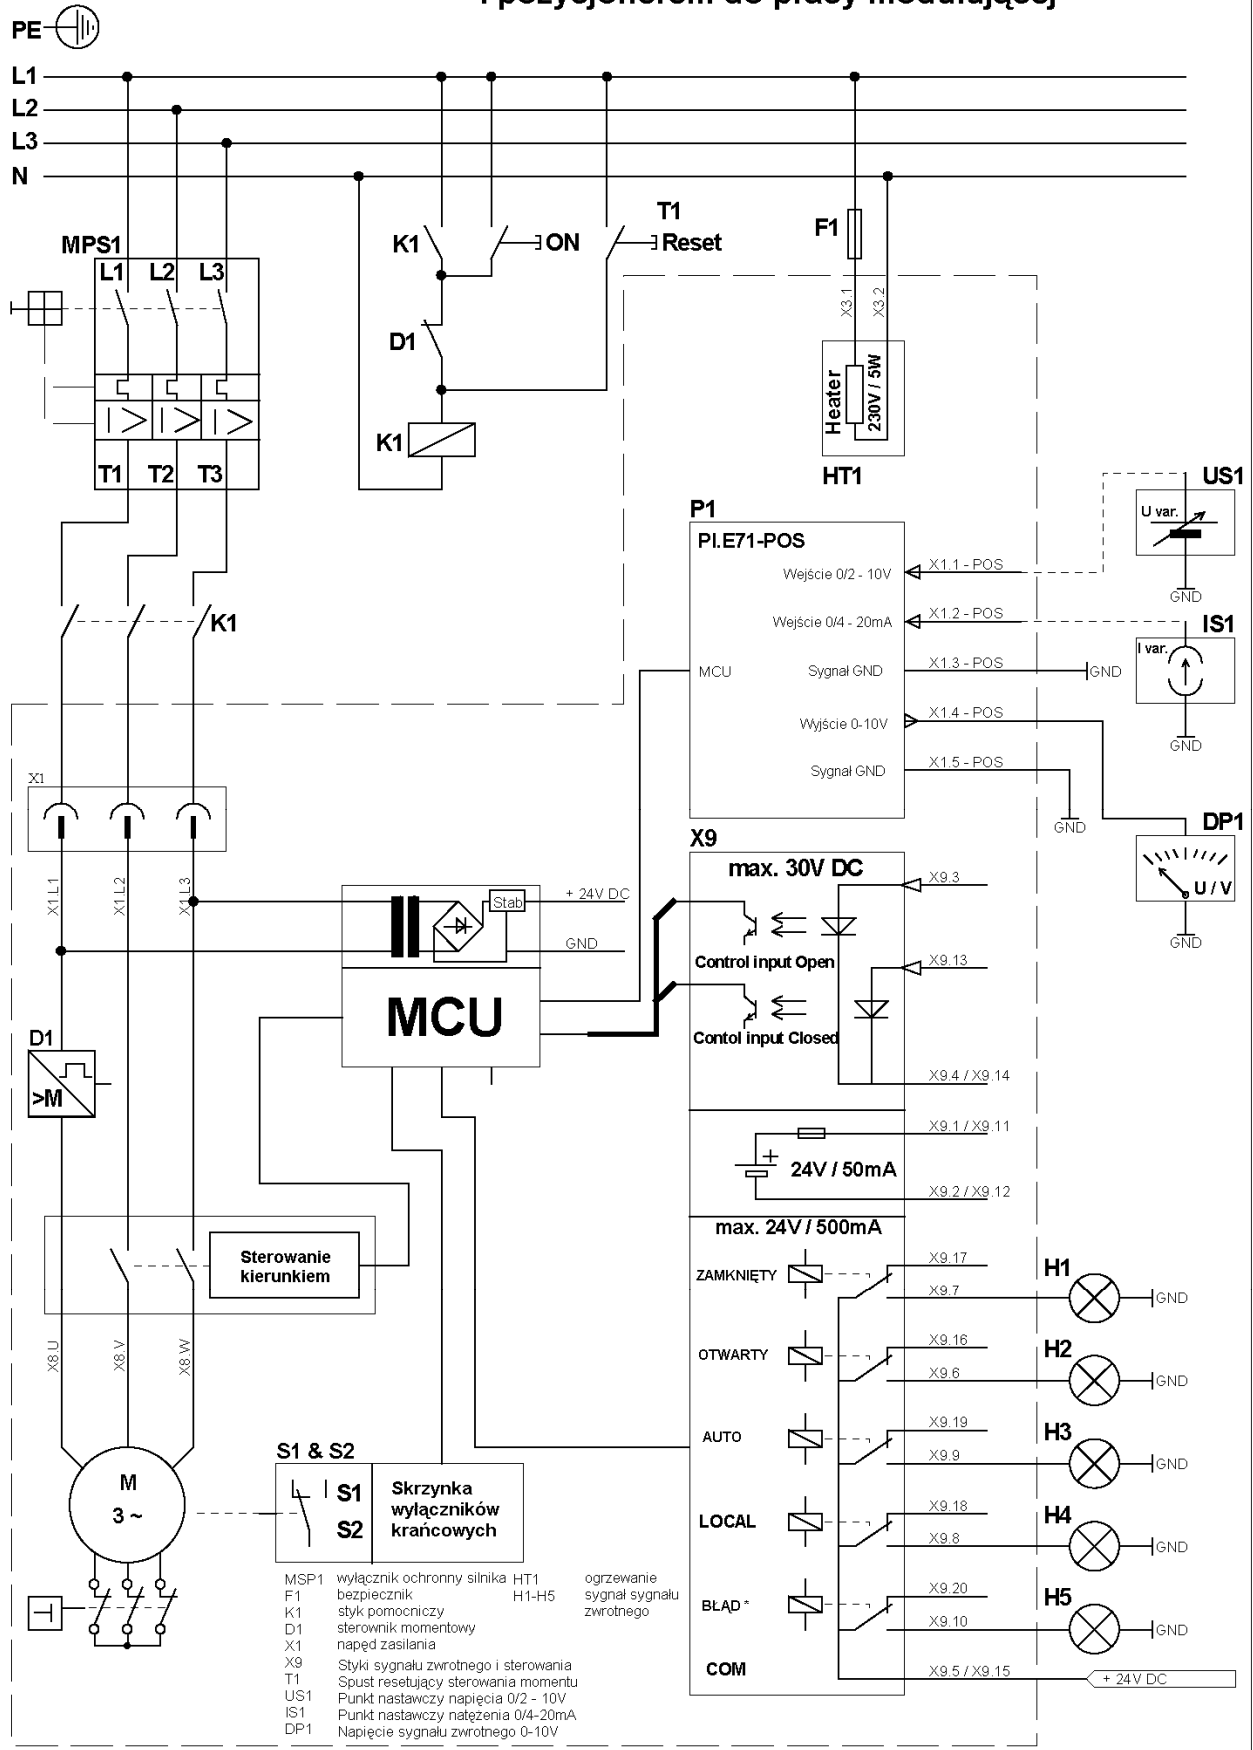 i pozycjonerem do pracy modulującej
PE
L1
L2
L3
N
MPS1
L1 L2 L3
K1
ON
T1
Reset
F1
X3.1
X3.2
D1
K1
Heater
230V / 5W
HT1
T1 T2 T3
K1
P1
PI.E71-POS
Wejście 0/2 - 10V
X1.1 - POS
Wejście 0/4 - 20mA
X1.2 - POS
MCU
Sygnał GND
X1.3 - POS
GND
Wyjście 0-10V
X1.4 - POS
Sygnał GND
X1.5 - POS
GND
US1
U var.
GND
IS1
I var.
GND
DP1
U / V
GND
X1
X1.L1
X1.L2
X1.L3
Stab
+ 24V DC
GND
MCU
X9
max. 30V DC
X9.3
Control input Open
X9.13
Contol input Closed
X9.4 / X9.14
X9.1 / X9.11
+
24V / 50mA
X9.2 / X9.12
D1
>M
Sterowanie
kierunkiem
X8.U
X8.V
X8.W
max. 24V / 500mA
ZAMKNIĘTY
X9.17
X9.7
H1
GND
OTWARTY
X9.16
X9.6
H2
GND
AUTO
X9.19
X9.9
H3
GND
LOCAL
X9.18
X9.8
H4
GND
BŁĄD *
X9.20
X9.10
H5
GND
COM
X9.5 / X9.15
+ 24V DC
M
3 ~
S1 & S2
S1
S2
Skrzynka
wyłączników
krańcowych
MSP1 wyłącznik ochronny silnika HT1 ogrzewanie
F1 bezpiecznik H1-H5 sygnał sygnału
K1 styk pomocniczy zwrotnego
D1 sterownik momentowy
X1 napęd zasilania
X9 Styki sygnału zwrotnego i sterowania
T1 Spust resetujący sterowania momentu
US1 Punkt nastawczy napięcia 0/2 - 10V
IS1 Punkt nastawczy natężenia 0/4-20mA
DP1 Napięcie sygnału zwrotnego 0-10V